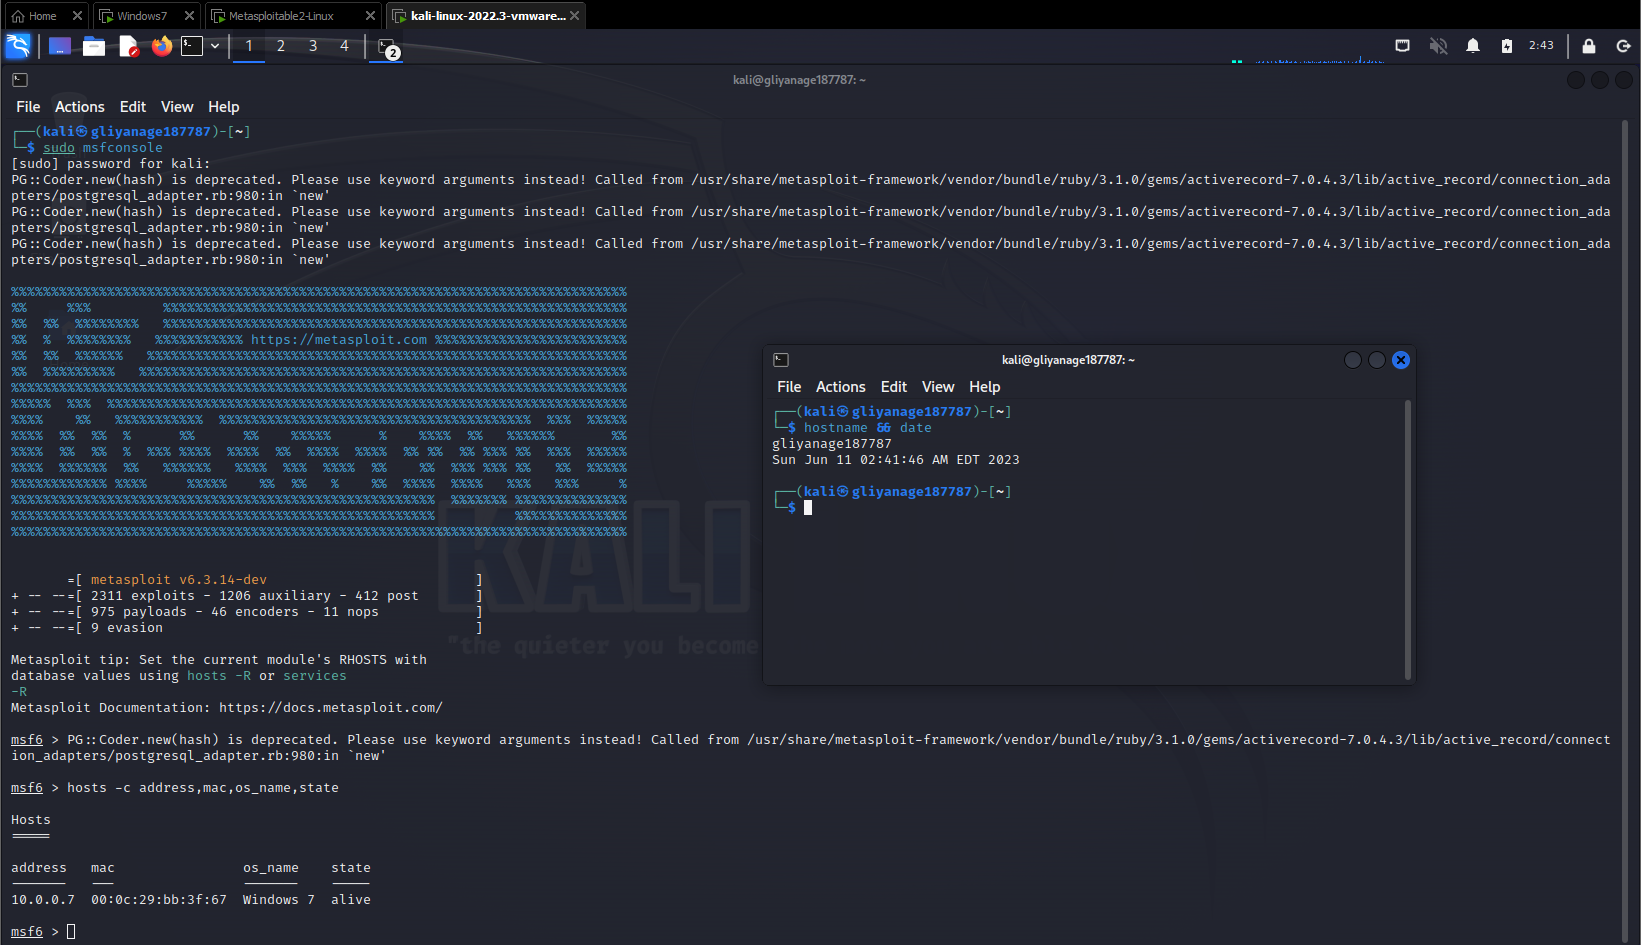 Home
Windows7
Metasploitable2-Linux
kali-linux-2022.3-vmware...
1 2 3 4
2
2:43
kali@gliyanage187787: ~
File Actions Edit View Help
┌──(kali㉿gliyanage187787)-[~]
└─$ sudo msfconsole
[sudo] password for kali:
PG::Coder.new(hash) is deprecated. Please use keyword arguments instead! Called from /usr/share/metasploit-framework/vendor/bundle/ruby/3.1.0/gems/activerecord-7.0.4.3/lib/active_record/connection_ada
pters/postgresql_adapter.rb:980:in `new'
PG::Coder.new(hash) is deprecated. Please use keyword arguments instead! Called from /usr/share/metasploit-framework/vendor/bundle/ruby/3.1.0/gems/activerecord-7.0.4.3/lib/active_record/connection_ada
pters/postgresql_adapter.rb:980:in `new'
PG::Coder.new(hash) is deprecated. Please use keyword arguments instead! Called from /usr/share/metasploit-framework/vendor/bundle/ruby/3.1.0/gems/activerecord-7.0.4.3/lib/active_record/connection_ada
pters/postgresql_adapter.rb:980:in `new'
https://metasploit.com
KALI
"the quieter you become
=[ metasploit v6.3.14-dev ]
+ -- --=[ 2311 exploits - 1206 auxiliary - 412 post ]
+ -- --=[ 975 payloads - 46 encoders - 11 nops ]
+ -- --=[ 9 evasion ]
Metasploit tip: Set the current module's RHOSTS with
database values using hosts -R or services
-R
Metasploit Documentation: https://docs.metasploit.com/
msf6 > PG::Coder.new(hash) is deprecated. Please use keyword arguments instead! Called from /usr/share/metasploit-framework/vendor/bundle/ruby/3.1.0/gems/activerecord-7.0.4.3/lib/active_record/connect
ion_adapters/postgresql_adapter.rb:980:in `new'
msf6 > hosts -c address,mac,os_name,state
Hosts
=====
address mac os_name state
------- --- ------- -----
10.0.0.7 00:0c:29:bb:3f:67 Windows 7 alive
msf6 >
kali@gliyanage187787: ~
File Actions Edit View Help
┌──(kali㉿gliyanage187787)-[~]
└─$ hostname && date
gliyanage187787
Sun Jun 11 02:41:46 AM EDT 2023
┌──(kali㉿gliyanage187787)-[~]
└─$